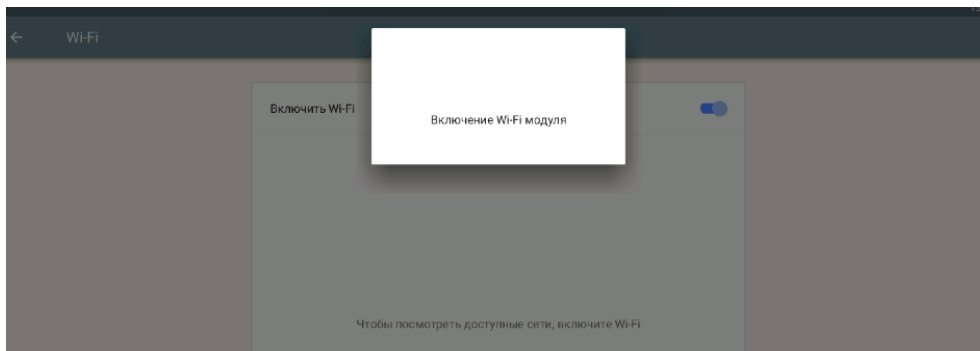 Wi-Fi
Включить Wi-Fi
Включение Wi-Fi модуля
Чтобы посмотреть доступные сети, включите Wi-Fi